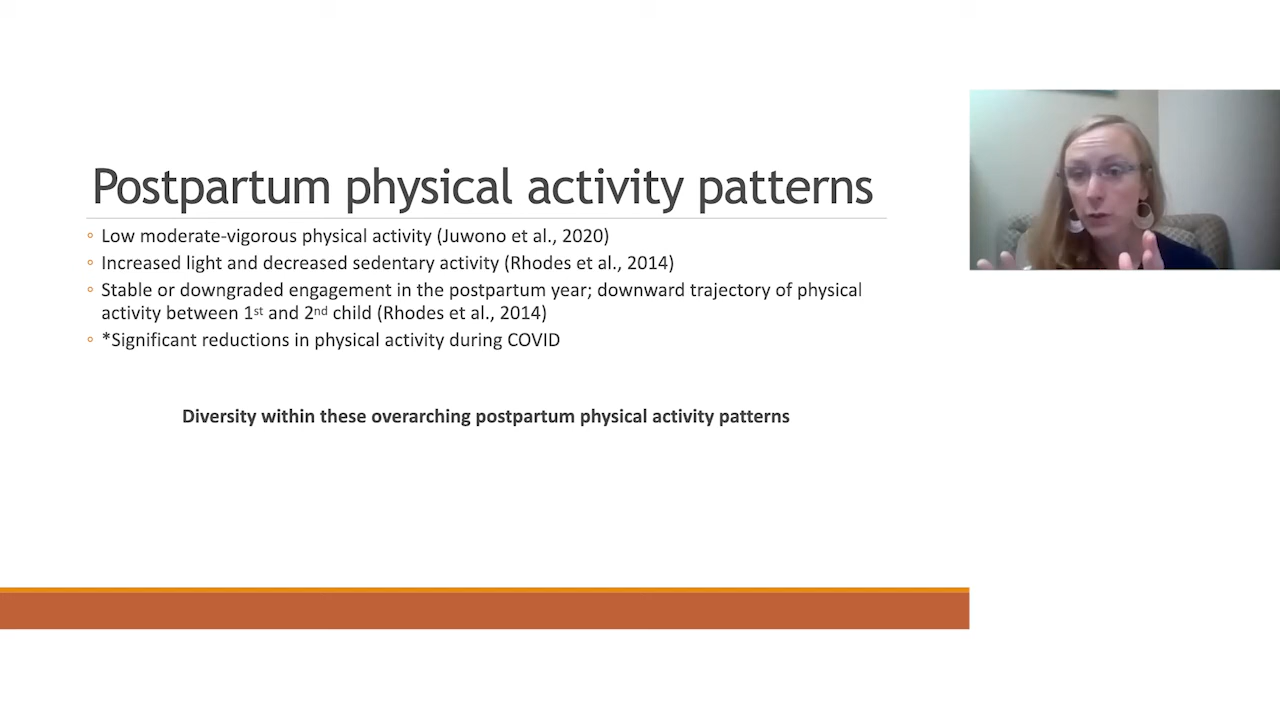 Postpartum physical activity patterns
◦ Low moderate-vigorous physical activity (Juwono et al., 2020)
◦ Increased light and decreased sedentary activity (Rhodes et al., 2014)
◦ Stable or downgraded engagement in the postpartum year; downward trajectory of physical
activity between 1st and 2nd child (Rhodes et al., 2014)
◦ *Significant reductions in physical activity during COVID
Diversity within these overarching postpartum physical activity patterns